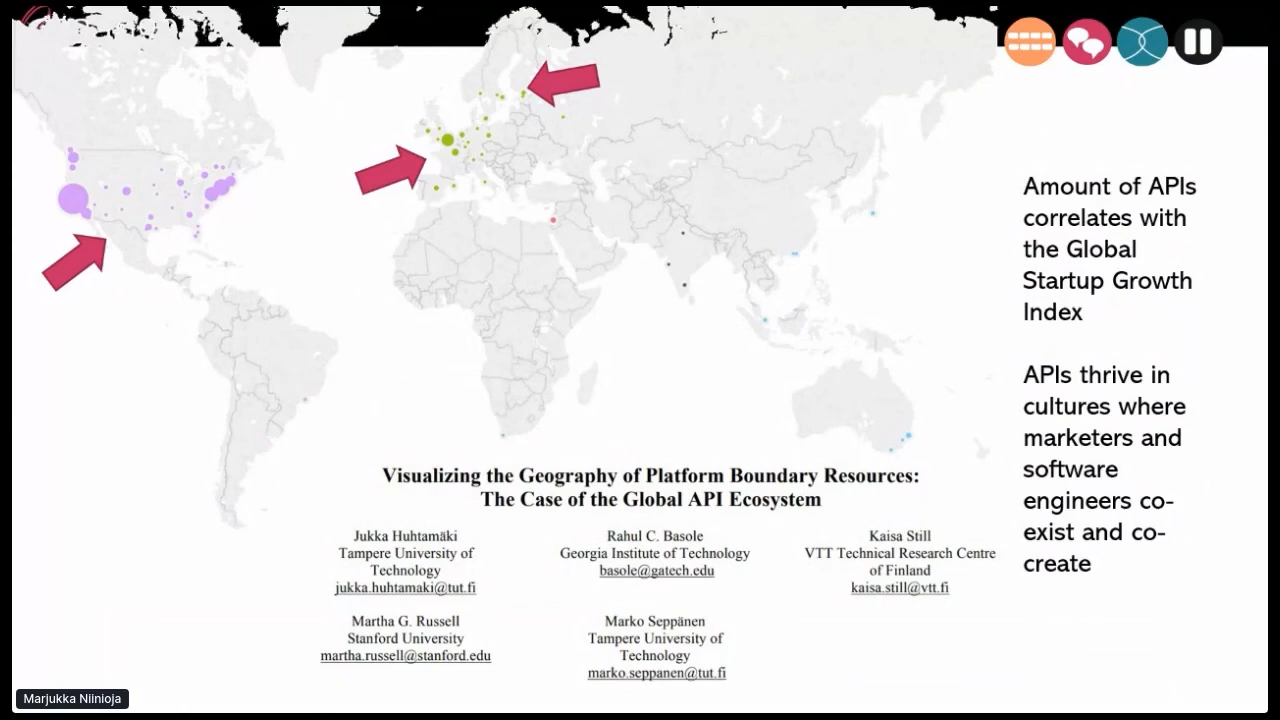 Amount of APIs
correlates with
the Global
Startup Growth
Index
APIs thrive in
cultures where
marketers and
software
engineers co-
exist and co-
create
Visualizing the Geography of Platform Boundary Resources:
The Case of the Global API Ecosystem
Jukka Huhtamäki
Tampere University of
Technology
jukka.huhtamaki@tut.fi
Rahul C. Basole
Georgia Institute of Technology
basole@gatech.edu
Kaisa Still
VTT Technical Research Centre
of Finland
kaisa.still@vtt.fi
Martha G. Russell
Stanford University
martha.russell@stanford.edu
Marko Seppänen
Tampere University of
Technology
marko.seppanen@tut.fi
Marjukka Niinioja